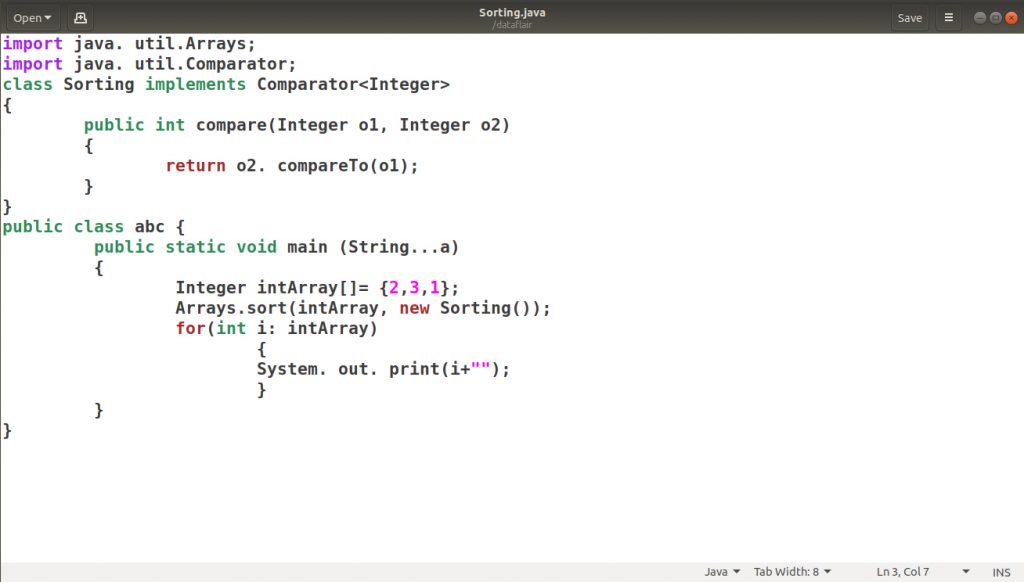 Open
Sorting.java
/dataflair
Save
import java. util.Arrays;
import java. util.Comparator;
class Sorting implements Comparator<Integer>
{
        public int compare(Integer o1, Integer o2)
        {
                return o2. compareTo(o1);
        }
}
public class abc {
         public static void main (String...a)
         {
                 Integer intArray[]= {2,3,1};
                 Arrays.sort(intArray, new Sorting());
                 for(int i: intArray)
                         {
                         System. out. print(i+"");
                         }
         }
}
Java Tab Width: 8 Ln 3, Col 7 INS